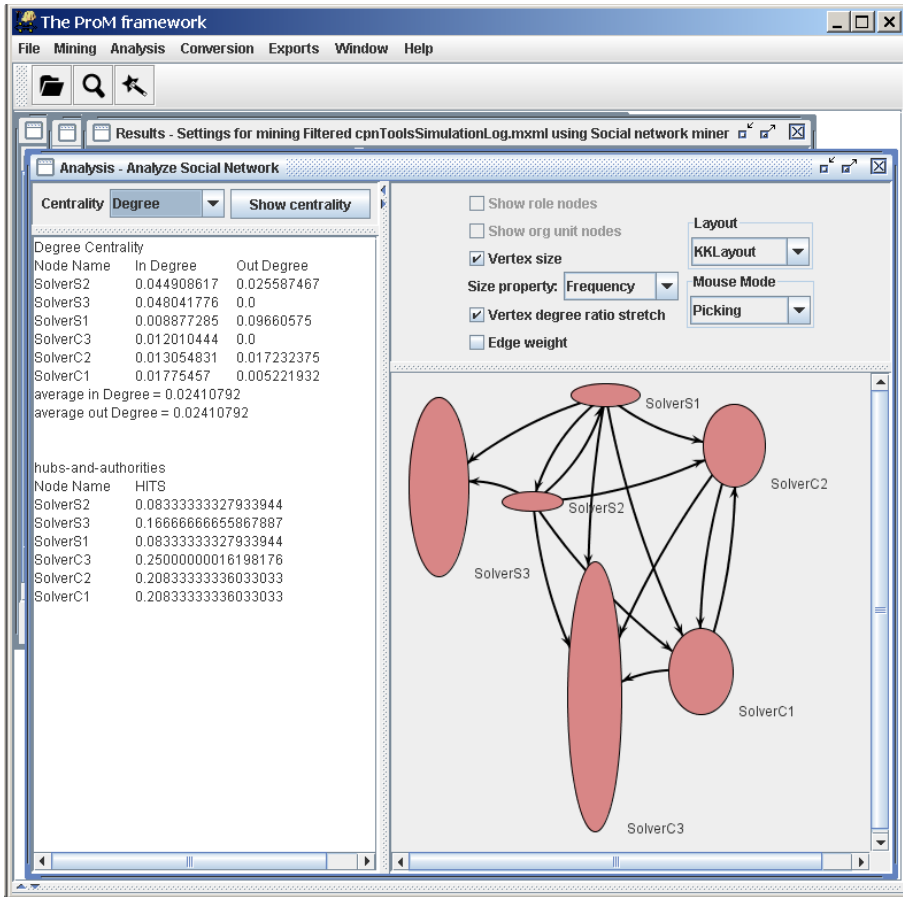 The ProM framework
File Mining Analysis Conversion Exports Window Help
Results - Settings for mining Filtered cpnToolsSimulationLog.mxml using Social network miner
Analysis - Analyze Social Network
Centrality Degree Show centrality
Degree Centrality
Node Name In Degree Out Degree
SolverS2 0.044908617 0.025587467
SolverS3 0.048041776 0.0
SolverS1 0.008877285 0.09660575
SolverC3 0.012010444 0.0
SolverC2 0.013054831 0.017232375
SolverC1 0.01775457 0.005221932
average in Degree = 0.02410792
average out Degree = 0.02410792
hubs-and-authorities
Node Name HITS
SolverS2 0.08333333327933944
SolverS3 0.16666666655867887
SolverS1 0.08333333327933944
SolverC3 0.25000000016198176
SolverC2 0.20833333336033033
SolverC1 0.20833333336033033
Show role nodes
Show org unit nodes
Vertex size
Size property: Frequency
Vertex degree ratio stretch
Edge weight
Layout
KKLayout
Mouse Mode
Picking
SolverS1
SolverC2
SolverS2
SolverS3
SolverC1
SolverC3